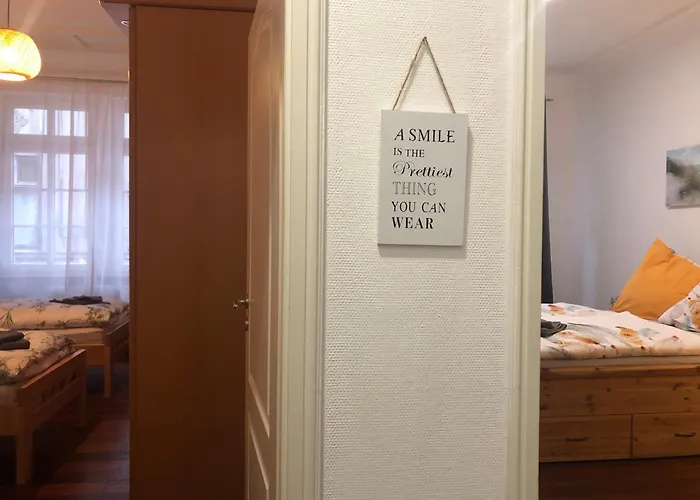 A SMILE
IS THE
Prettiest
THING
YOU CAN
WEAR